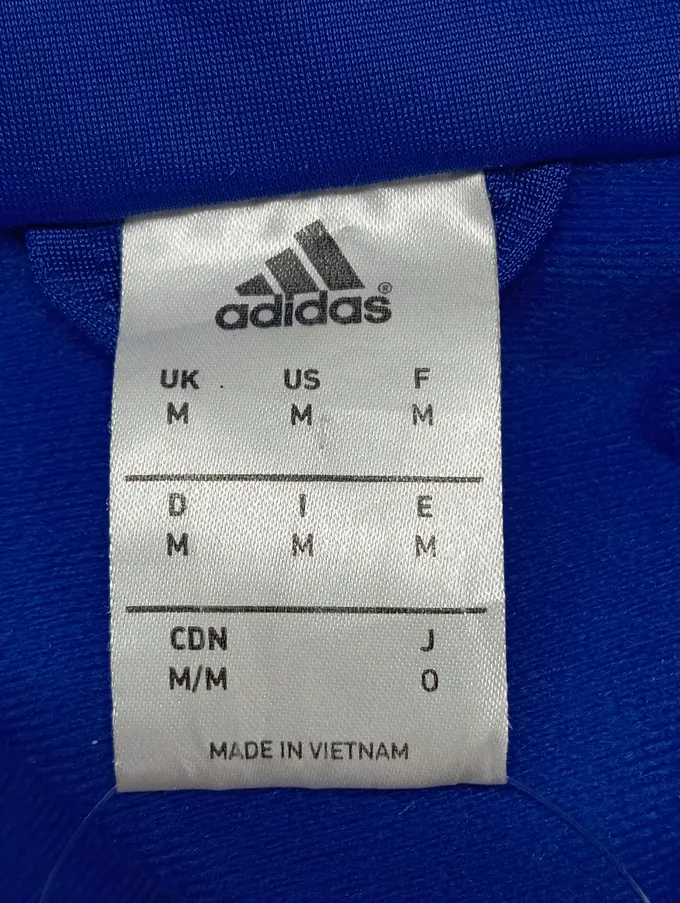 adidas®
UK US F
M M M
D I E
M M M
CDN J
M/M O
MADE IN VIETNAM